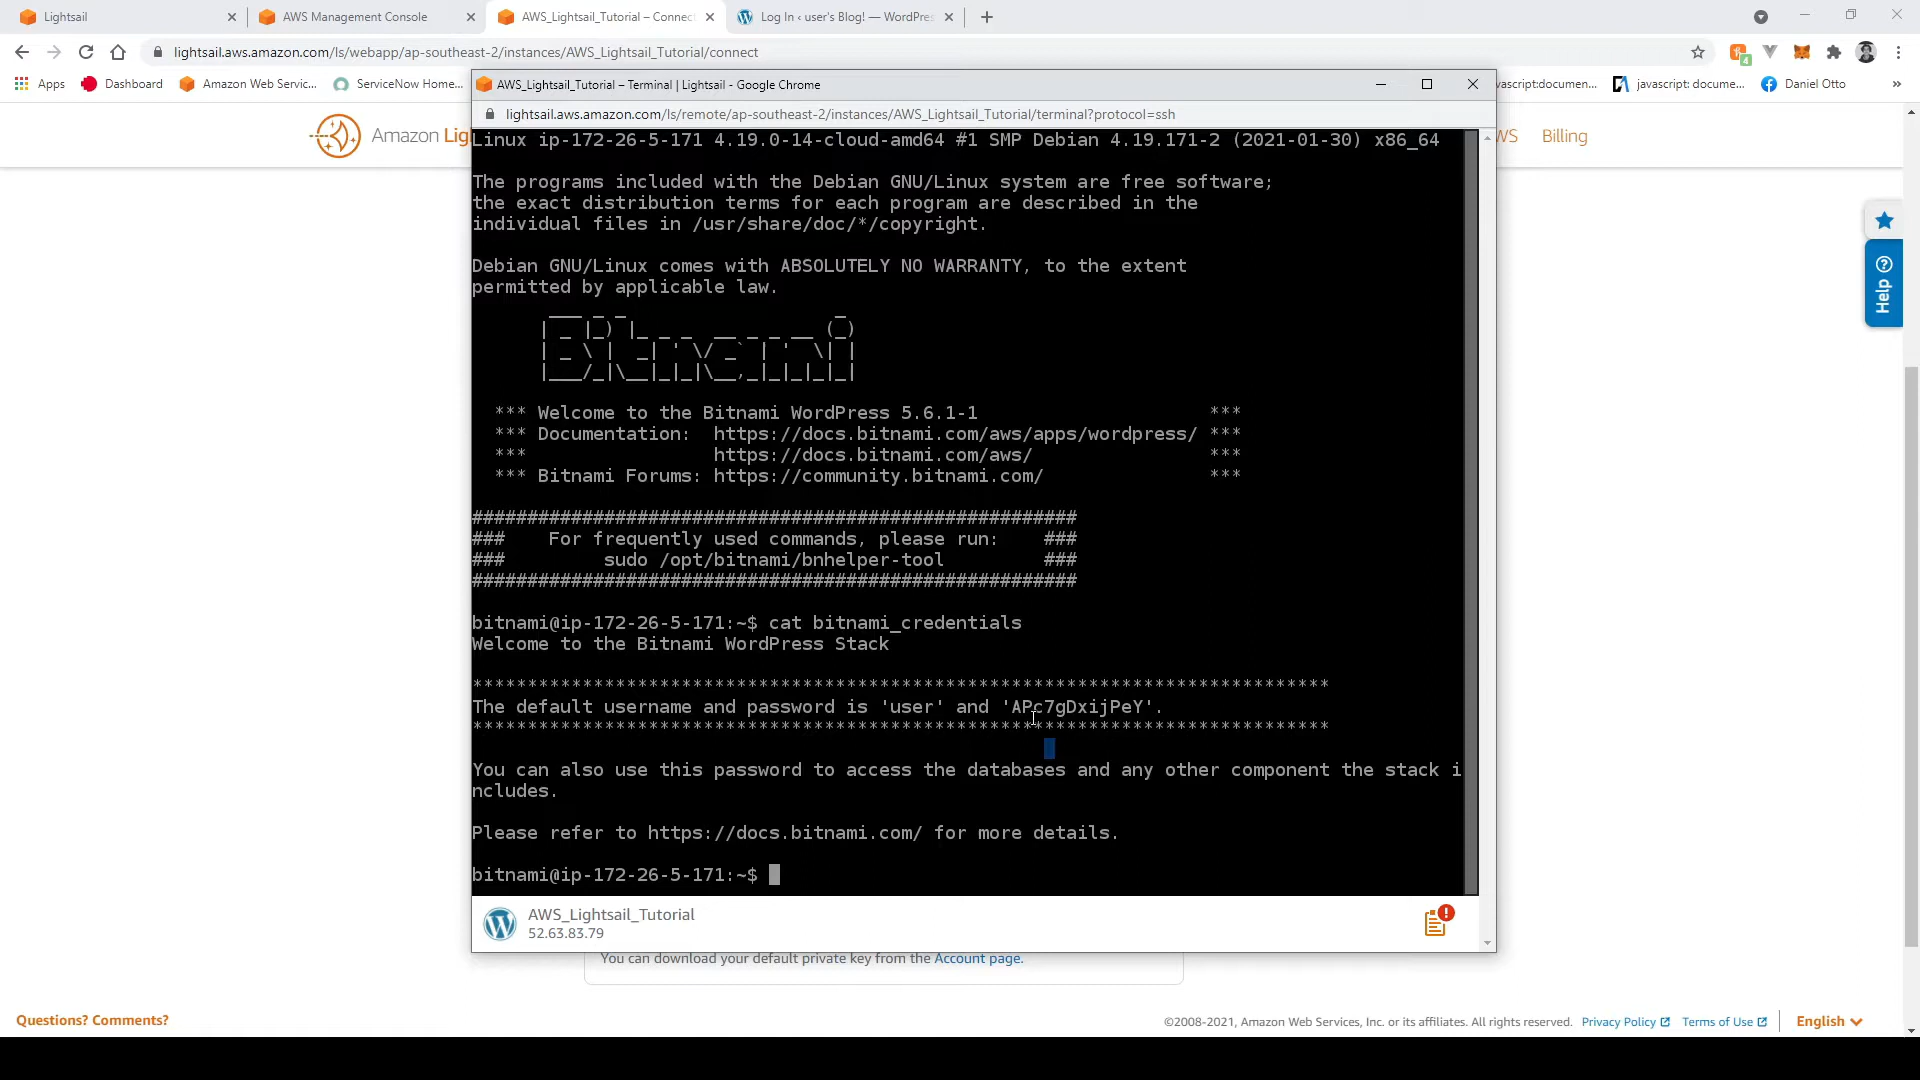 Lightsail
AWS Management Console
AWS_Lightsail_Tutorial – Connec
Log In ‹ user's Blog! — WordPres
lightsail.aws.amazon.com/ls/webapp/ap-southeast-2/instances/AWS_Lightsail_Tutorial/connect
4
Apps
Dashboard
Amazon Web Servic...
ServiceNow Home...
vascript:documen...
javascript: docume...
Daniel Otto
»
AWS_Lightsail_Tutorial – Terminal | Lightsail - Google Chrome
lightsail.aws.amazon.com/ls/remote/ap-southeast-2/instances/AWS_Lightsail_Tutorial/terminal?protocol=ssh
Amazon Lig
WS
Billing
Linux ip-172-26-5-171 4.19.0-14-cloud-amd64 #1 SMP Debian 4.19.171-2 (2021-01-30) x86_64
The programs included with the Debian GNU/Linux system are free software;
the exact distribution terms for each program are described in the
individual files in /usr/share/doc/*/copyright.
Debian GNU/Linux comes with ABSOLUTELY NO WARRANTY, to the extent
permitted by applicable law.
Bitnami
*** Welcome to the Bitnami WordPress 5.6.1-1 ***
*** Documentation: https://docs.bitnami.com/aws/apps/wordpress/ ***
*** https://docs.bitnami.com/aws/ ***
*** Bitnami Forums: https://community.bitnami.com/ ***
#######################################################
### For frequently used commands, please run: ###
### sudo /opt/bitnami/bnhelper-tool ###
#######################################################
bitnami@ip-172-26-5-171:~$ cat bitnami_credentials
Welcome to the Bitnami WordPress Stack
******************************************************************************
The default username and password is 'user' and 'APc7gDxijPeY'.
******************************************************************************
You can also use this password to access the databases and any other component the stack i
ncludes.
Please refer to https://docs.bitnami.com/ for more details.
bitnami@ip-172-26-5-171:~$
AWS_Lightsail_Tutorial
52.63.83.79
Help
You can download your default private key from the Account page.
Questions? Comments?
©2008-2021, Amazon Web Services, Inc. or its affiliates. All rights reserved.
Privacy Policy
Terms of Use
English